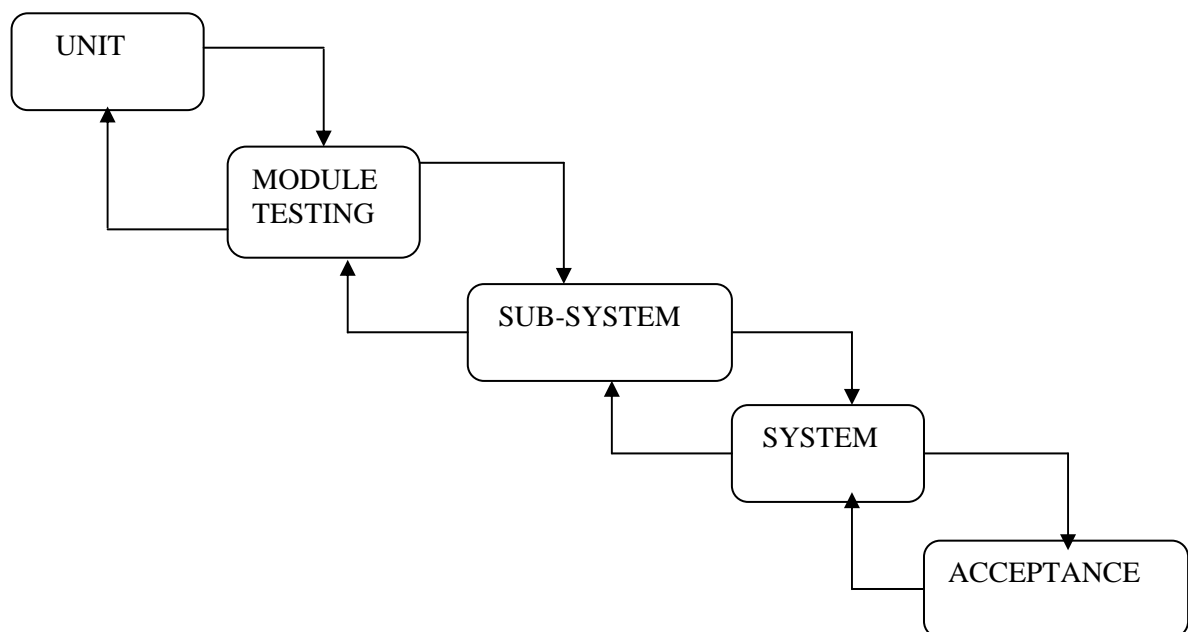 UNIT
MODULE
TESTING
SUB-SYSTEM
SYSTEM
ACCEPTANCE